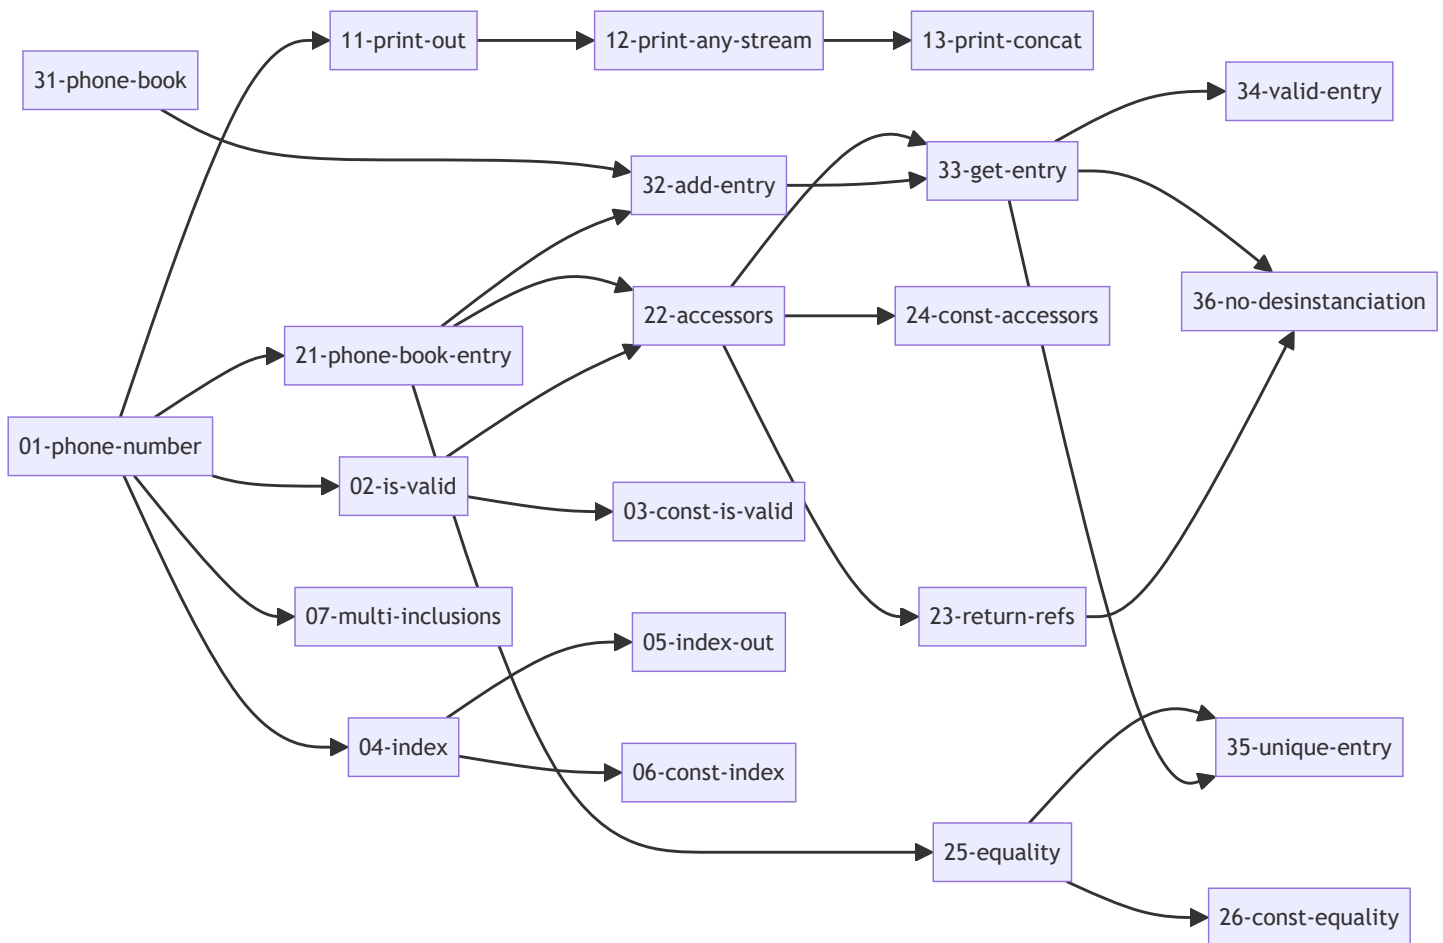 11-print-out
12-print-any-stream
13-print-concat
31-phone-book
34-valid-entry
33-get-entry
32-add-entry
36-no-desinstanciation
22-accessors
24-const-accessors
21-phone-book-entry
01-phone-number
02-is-valid
03-const-is-valid
07-multi-inclusions
23-return-refs
05-index-out
04-index
35-unique-entry
06-const-index
25-equality
26-const-equality